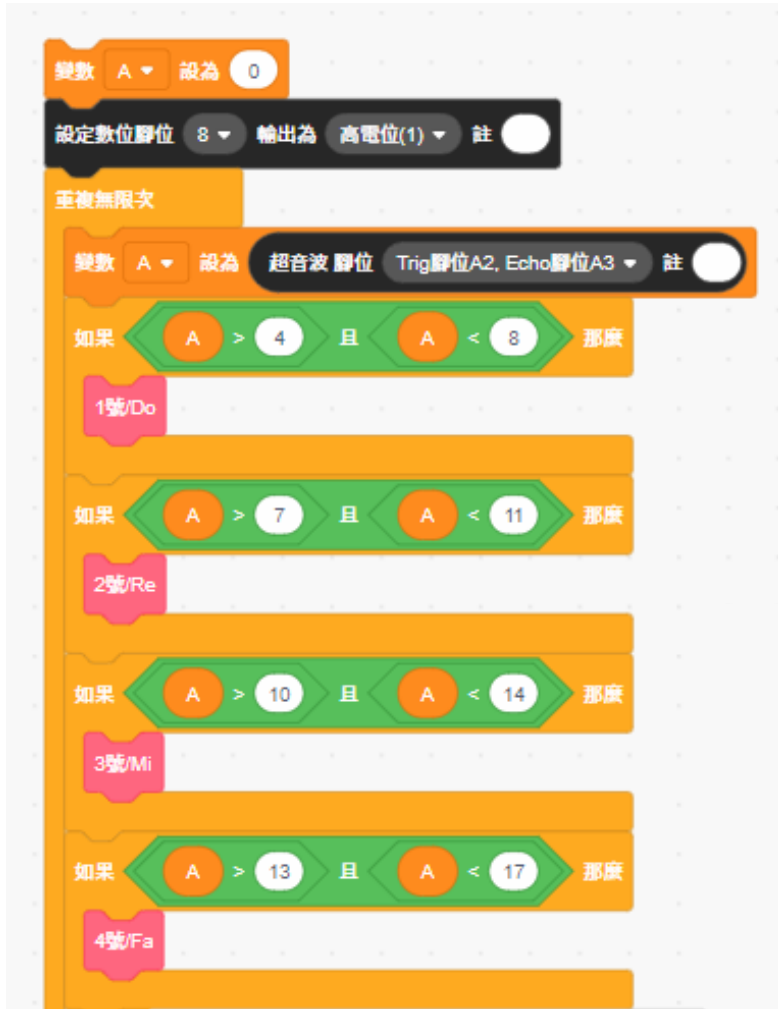 變數 A 設為 0
設定數位腳位 8 輸出為 高電位(1) 註
重複無限次
變數 A 設為 超音波 腳位 Trig腳位A2, Echo腳位A3 註
如果 A > 4 且 A < 8 那麼
1號/Do
如果 A > 7 且 A < 11 那麼
2號/Re
如果 A > 10 且 A < 14 那麼
3號/Mi
如果 A > 13 且 A < 17 那麼
4號/Fa